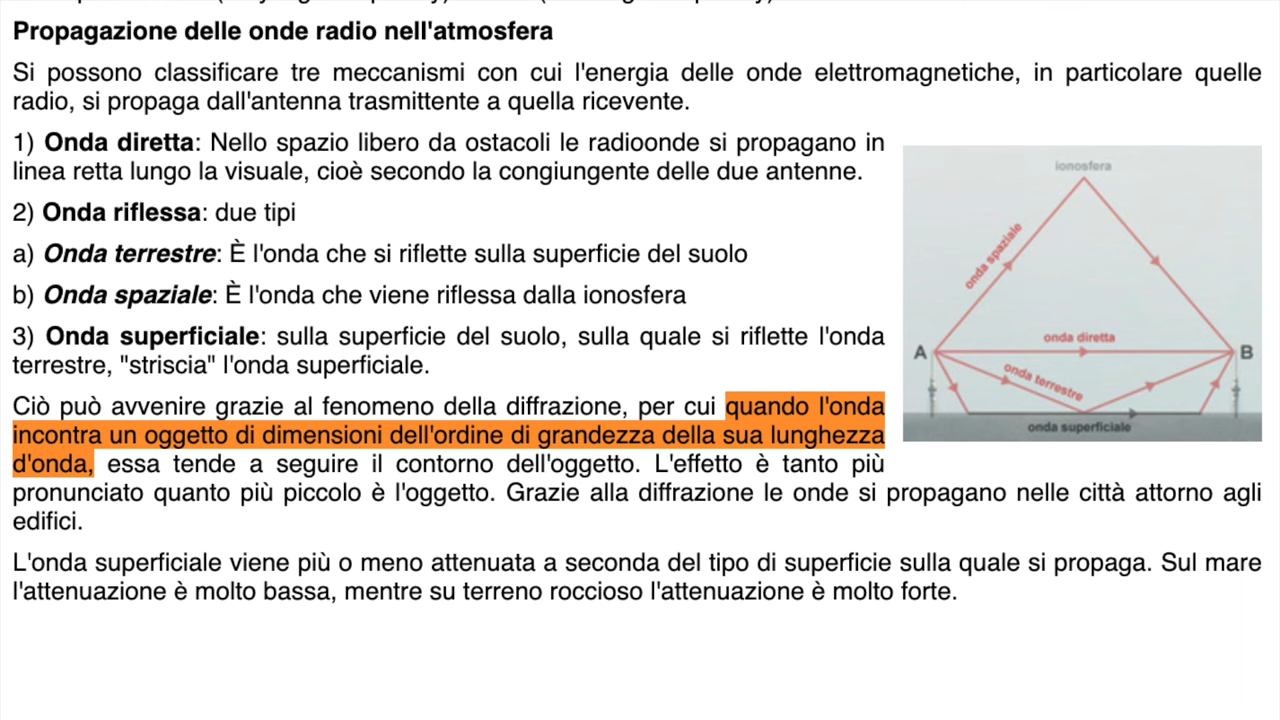 Propagazione delle onde radio nell'atmosfera
Si possono classificare tre meccanismi con cui l'energia delle onde elettromagnetiche, in particolare quelle
radio, si propaga dall'antenna trasmittente a quella ricevente.
1) Onda diretta: Nello spazio libero da ostacoli le radioonde si propagano in
linea retta lungo la visuale, cioè secondo la congiungente delle due antenne.
2) Onda riflessa: due tipi
a) Onda terrestre: È l'onda che si riflette sulla superficie del suolo
b) Onda spaziale: È l'onda che viene riflessa dalla ionosfera
3) Onda superficiale: sulla superficie del suolo, sulla quale si riflette l'onda
terrestre, "striscia" l'onda superficiale.
Ciò può avvenire grazie al fenomeno della diffrazione, per cui quando l'onda
incontra un oggetto di dimensioni dell'ordine di grandezza della sua lunghezza
d'onda, essa tende a seguire il contorno dell'oggetto. L'effetto è tanto più
pronunciato quanto più piccolo è l'oggetto. Grazie alla diffrazione le onde si propagano nelle città attorno agli
edifici.
L'onda superficiale viene più o meno attenuata a seconda del tipo di superficie sulla quale si propaga. Sul mare
l'attenuazione è molto bassa, mentre su terreno roccioso l'attenuazione è molto forte.
ionosfera
onda spaziale
onda diretta
A
B
onda terrestre
onda superficiale